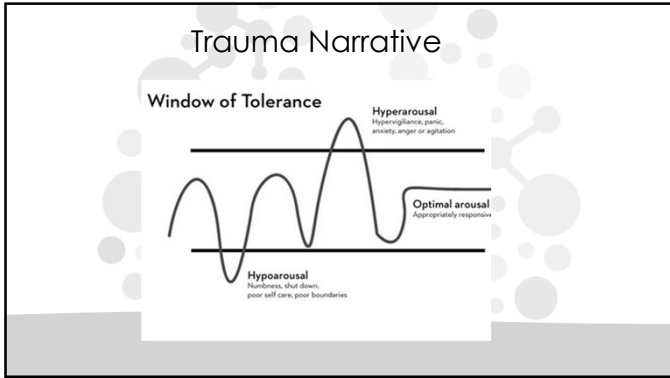 Trauma Narrative
Window of Tolerance
Hyperarousal
Hypervigiliance, panic,
anxiety, anger or agitation
Optimal arousal
Appropriately responsive
Hypoarousal
Numbness, shut down,
poor self care, poor boundaries